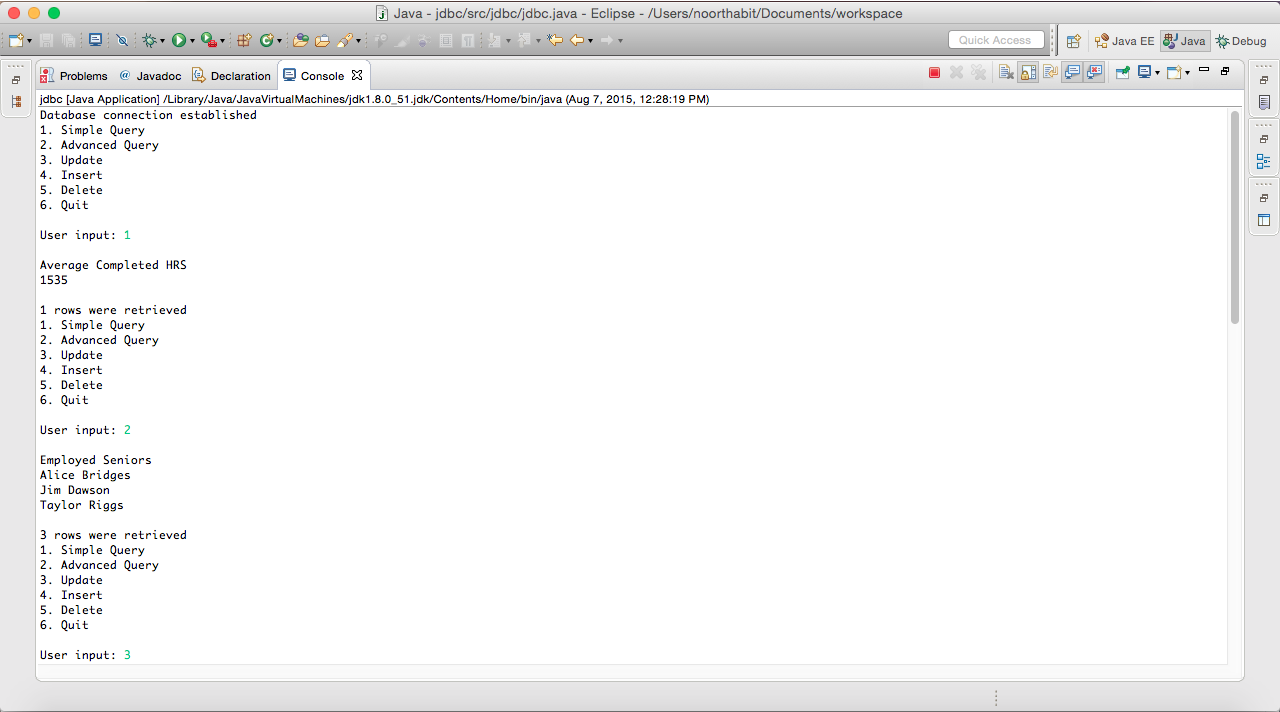 Java - jdbc/src/jdbc/jdbc.java - Eclipse - /Users/noorthabit/Documents/workspace
Quick Access
Java EE
Java
Debug
Problems
@ Javadoc
Declaration
Console
jdbc [Java Application] /Library/Java/JavaVirtualMachines/jdk1.8.0_51.jdk/Contents/Home/bin/java (Aug 7, 2015, 12:28:19 PM)
Database connection established
1. Simple Query
2. Advanced Query
3. Update
4. Insert
5. Delete
6. Quit
User input: 1
Average Completed HRS
1535
1 rows were retrieved
1. Simple Query
2. Advanced Query
3. Update
4. Insert
5. Delete
6. Quit
User input: 2
Employed Seniors
Alice Bridges
Jim Dawson
Taylor Riggs
3 rows were retrieved
1. Simple Query
2. Advanced Query
3. Update
4. Insert
5. Delete
6. Quit
User input: 3